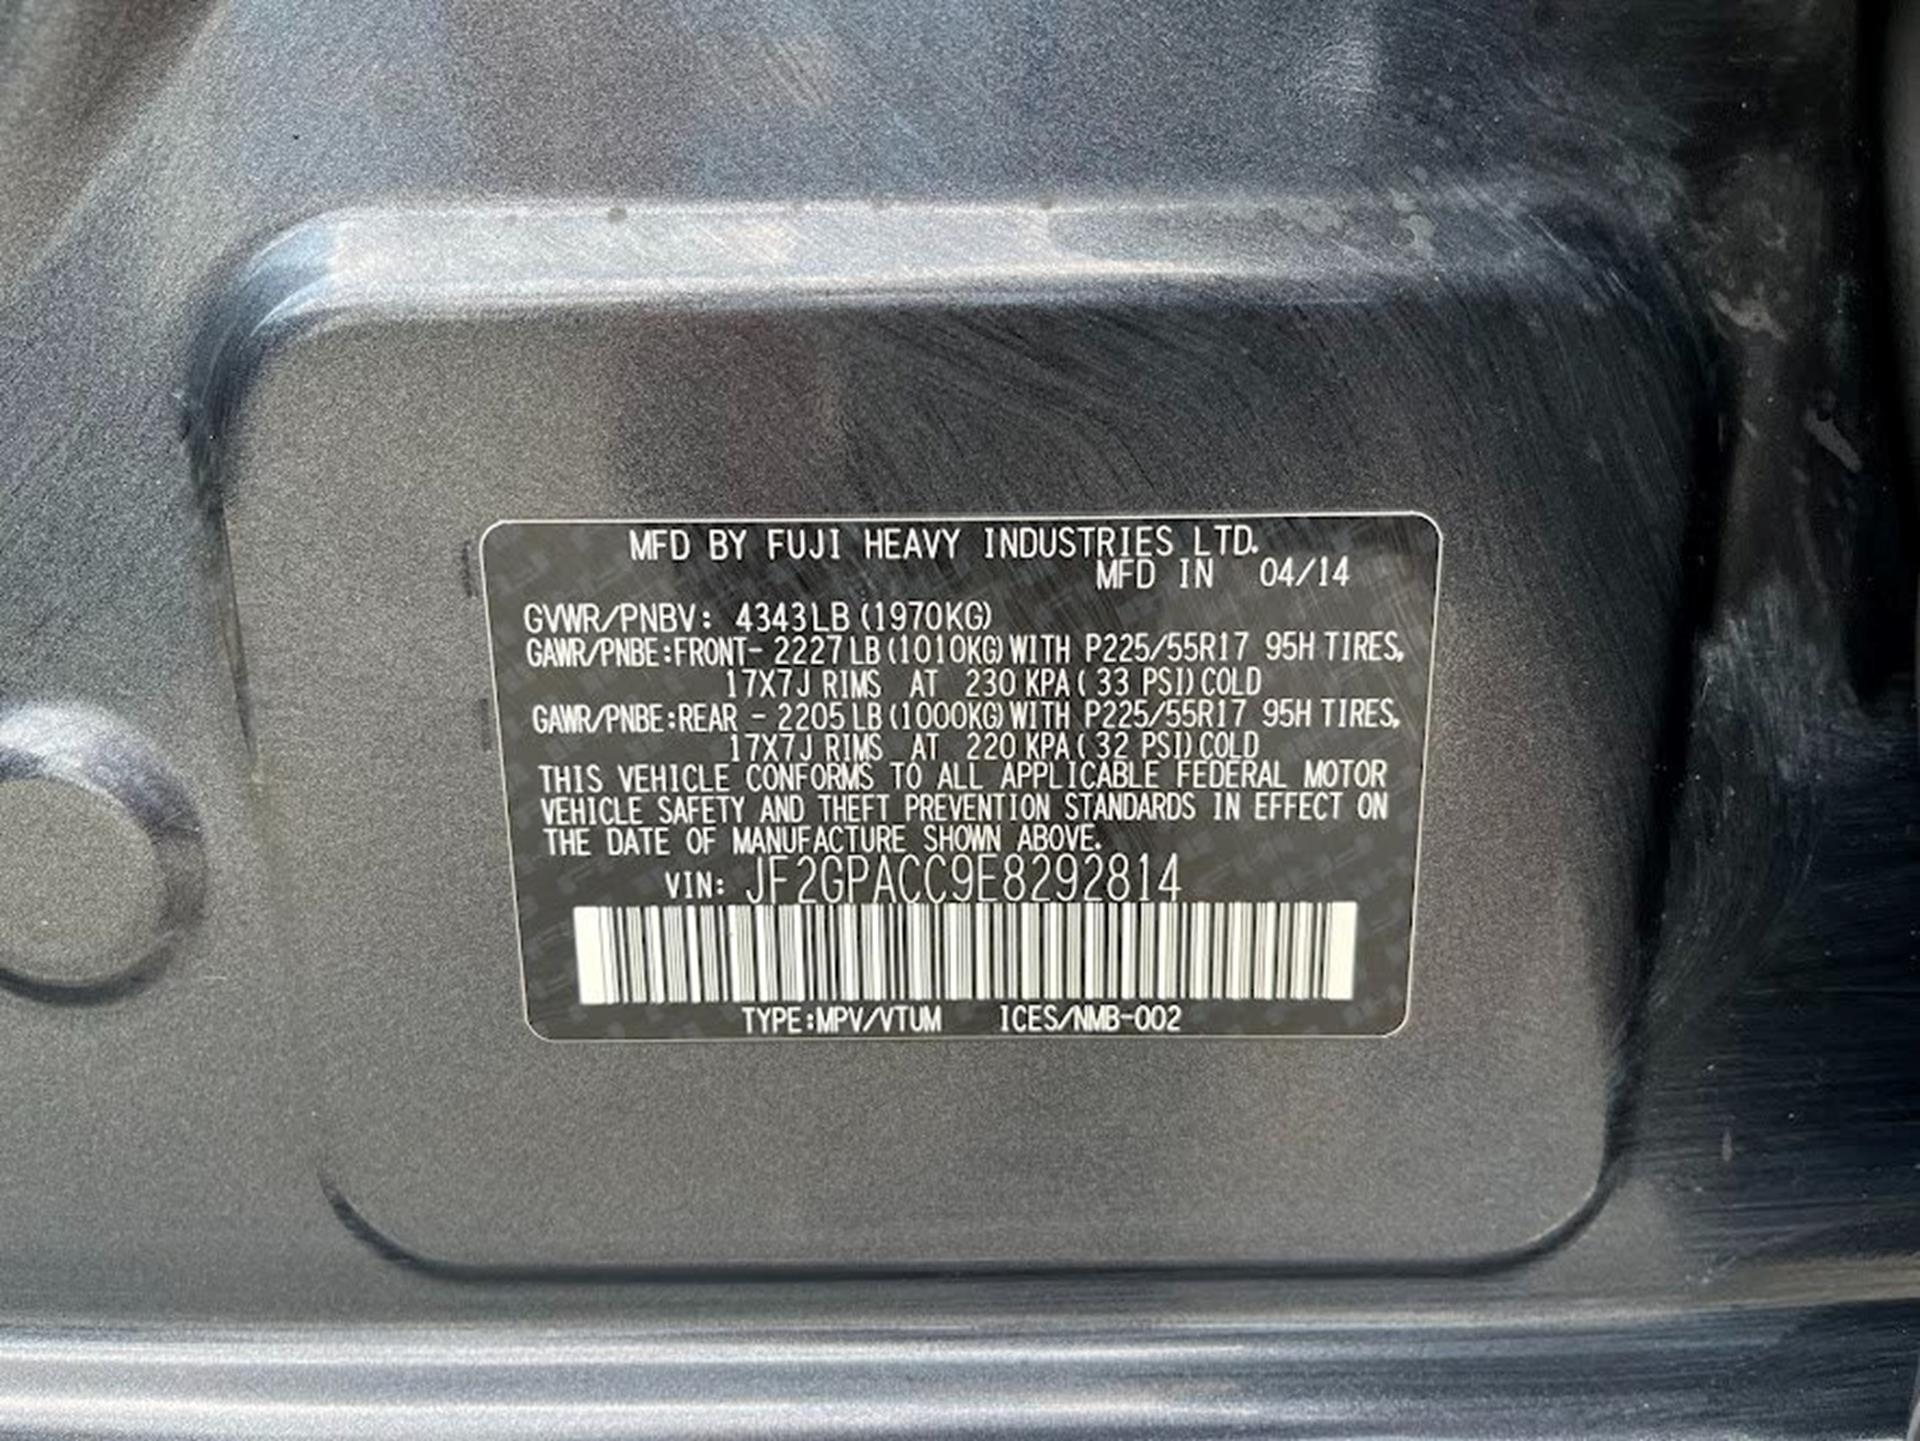 MFD BY FUJI HEAVY INDUSTRIES LTD.
MFD IN 04/14
GVWR/PNBV: 4343LB(1970KG)
GAWR/PNBE:FRONT- 2227LB(1010KG)WITH P225/55R17 95H TIRES,
17X7J RIMS AT 230 KPA( 33 PSI)COLD
GAWR/PNBE:REAR - 2205LB(1000KG)WITH P225/55R17 95H TIRES,
17X7J RIMS AT 220 KPA( 32 PSI)COLD
THIS VEHICLE CONFORMS TO ALL APPLICABLE FEDERAL MOTOR
VEHICLE SAFETY AND THEFT PREVENTION STANDARDS IN EFFECT ON
THE DATE OF MANUFACTURE SHOWN ABOVE.
VIN: JF2GPACC9E8292814
TYPE:MPV/VTUM ICES/NMB-002